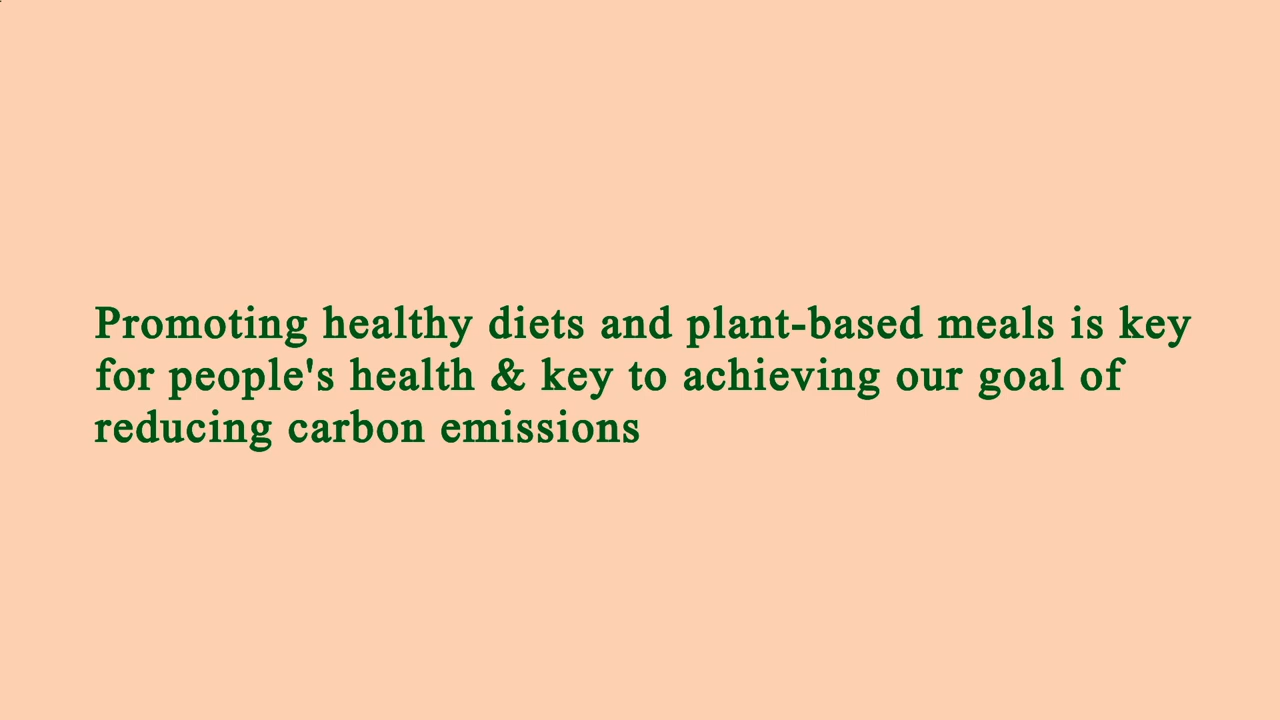 Promoting healthy diets and plant-based meals is key
for people's health & key to achieving our goal of
reducing carbon emissions